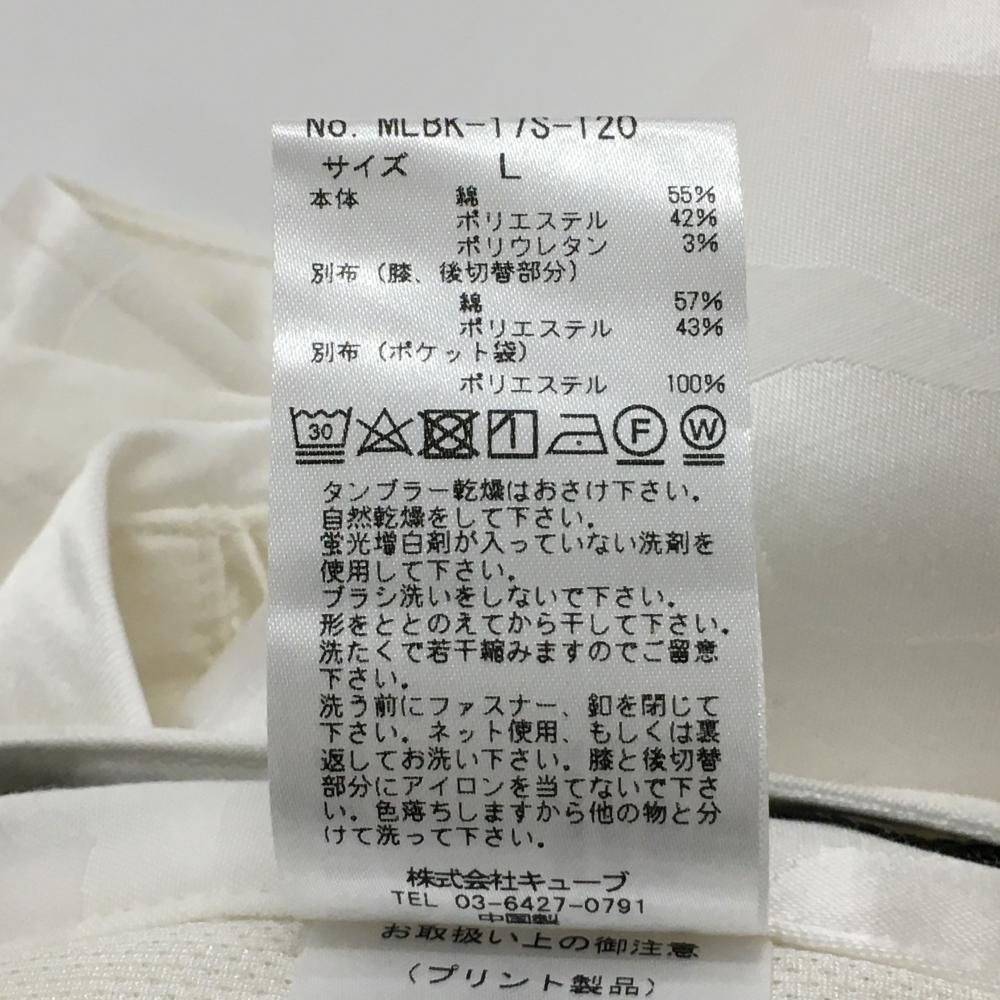 No. MLBK-17S-120
サイズ L
本体 綿 55%
ポリエステル 42%
ポリウレタン 3%
別布（膝、後切替部分）
綿 57%
ポリエステル 43%
別布（ポケット袋）
ポリエステル 100%
30 F W
タンブラー乾燥はおさけ下さい。
自然乾燥をして下さい。
蛍光増白剤が入っていない洗剤を
使用して下さい。
ブラシ洗いをしないで下さい。
形をととのえてから干して下さい。
洗たくで若干縮みますのでご留意
下さい。
洗う前にファスナー、釦を閉じて
下さい。ネット使用、もしくは裏
返してお洗い下さい。膝と後切替
部分にアイロンを当てないで下さ
い。色落ちしますから他の物と分
けて洗って下さい。
株式会社キューブ
TEL 03-6427-0791
中国製
お取扱い上の御注意
（プリント製品）